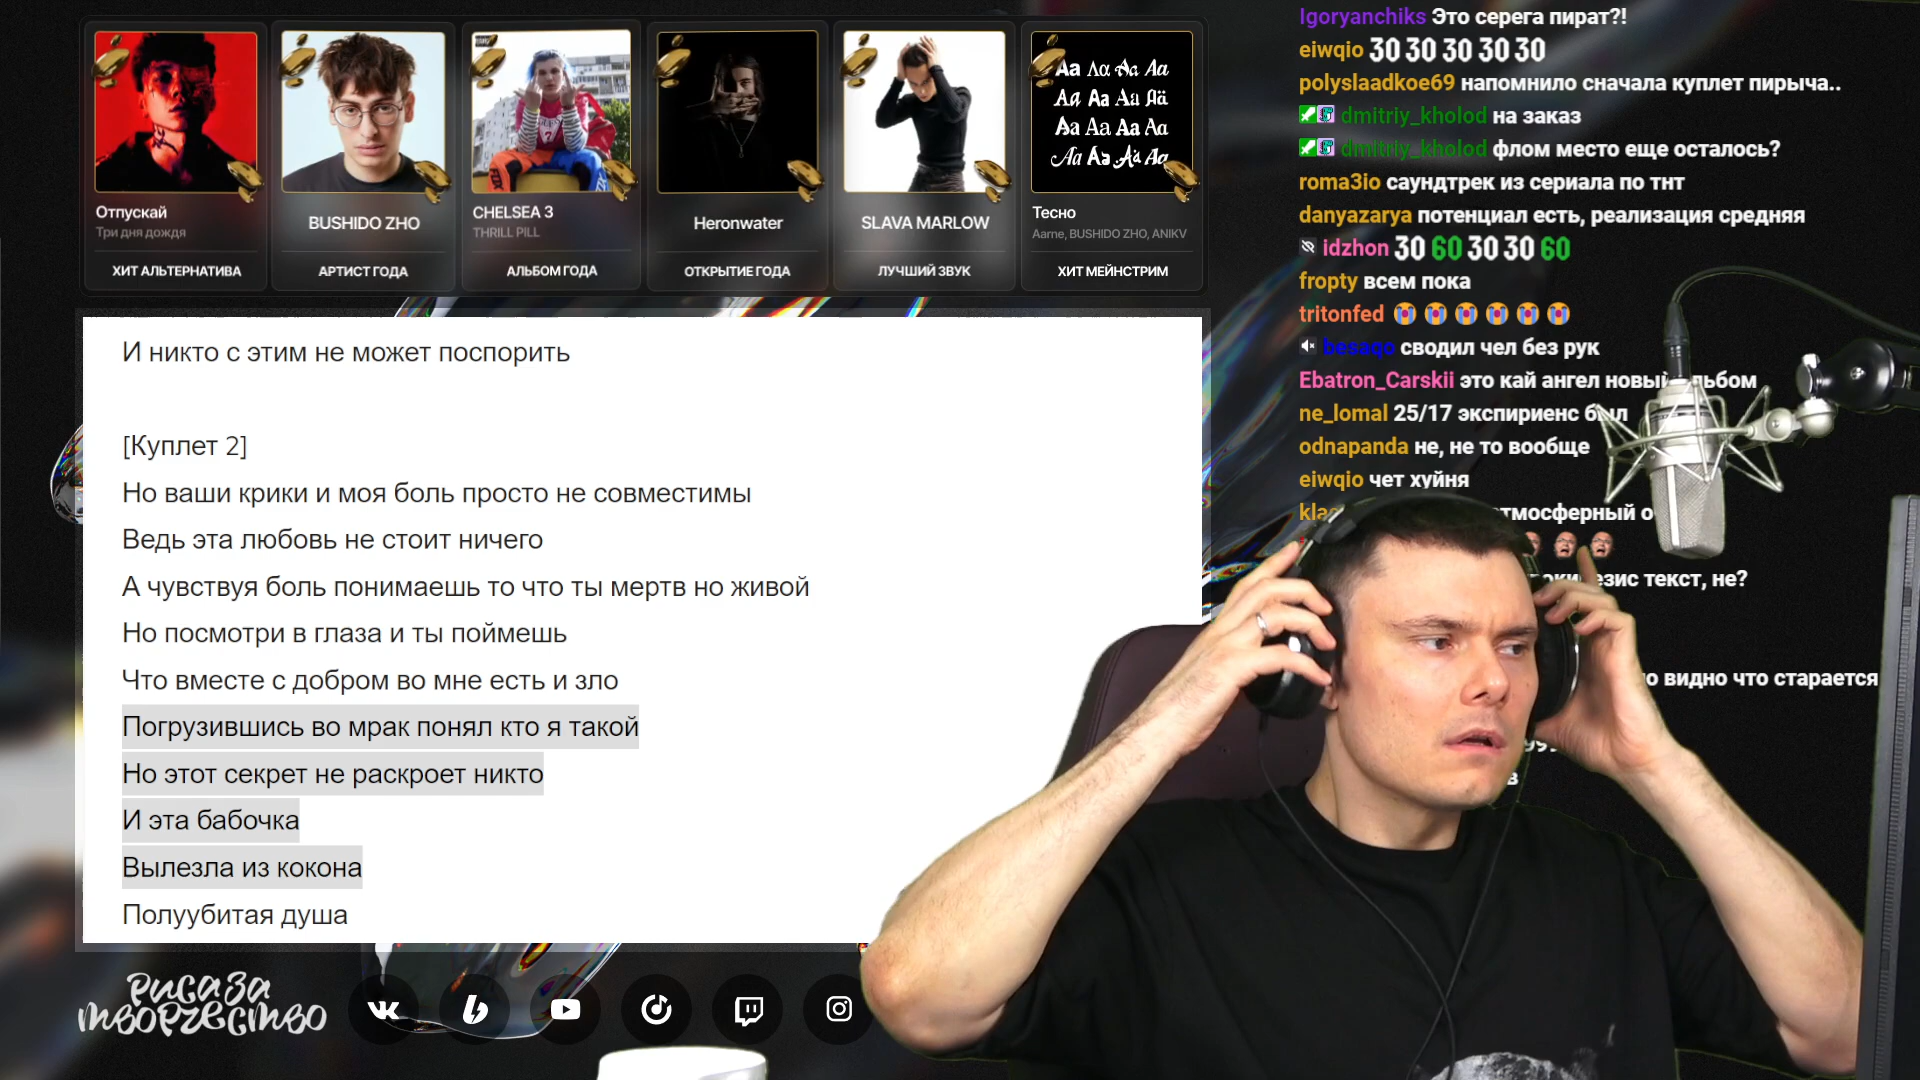 Отпускай
Три дня дождя
ХИТ АЛЬТЕРНАТИВА
BUSHIDO ZHO
АРТИСТ ГОДА
CHELSEA 3
THRILL PILL
АЛЬБОМ ГОДА
Heronwater
ОТКРЫТИЕ ГОДА
SLAVA MARLOW
ЛУЧШИЙ ЗВУК
Aa Aa Aa Aa
Aa Aa Aa Aa
Aa Aa Aa Aa
Aa Aa Aa Aa
Тесно
Aarne, BUSHIDO ZHO, ANIKV
ХИТ МЕЙНСТРИМ
И никто с этим не может поспорить
[Куплет 2]
Но ваши крики и моя боль просто не совместимы
Ведь эта любовь не стоит ничего
А чувствуя боль понимаешь то что ты мертв но живой
Но посмотри в глаза и ты поймешь
Что вместе с добром во мне есть и зло
Погрузившись во мрак понял кто я такой
Но этот секрет не раскроет никто
И эта бабочка
Вылезла из кокона
Полуубитая душа
РИСАЗА
ТВОРЧЕСТВО
Igoryanchiks Это серега пират?!
eiwqio 30 30 30 30 30
polyslaadkoe69 напомнило сначала куплет пирыча..
dmitriy_kholod на заказ
dmitriy_kholod флом место еще осталось?
roma3io саундтрек из сериала по тнт
danyazarya потенциал есть, реализация средняя
idzhon 30 60 30 30 60
fropty всем пока
tritonfed
besaqo сводил чел без рук
Ebatron_Carskii это кай ангел новый
ne_lomal 25/17 экспириенс был
odnapanda не, не то вообще
eiwqio чет хуйня
текст, не?
видно что старается